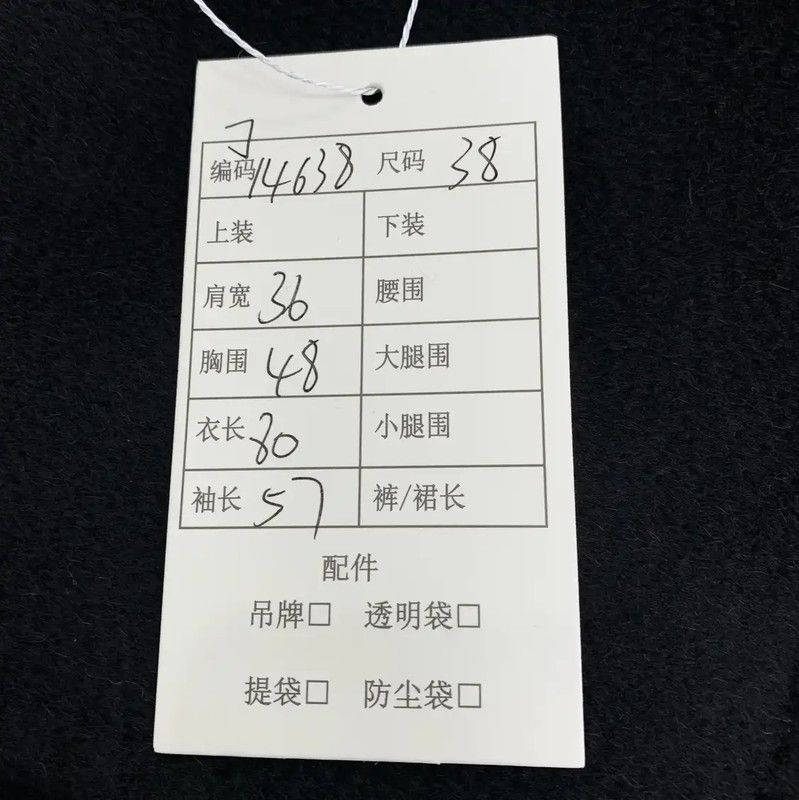 编码 14638 尺码 38
上装 下装
肩宽 36 腰围
胸围 48 大腿围
衣长 80 小腿围
袖长 57 裤/裙长
配件
吊牌□ 透明袋□
提袋□ 防尘袋□